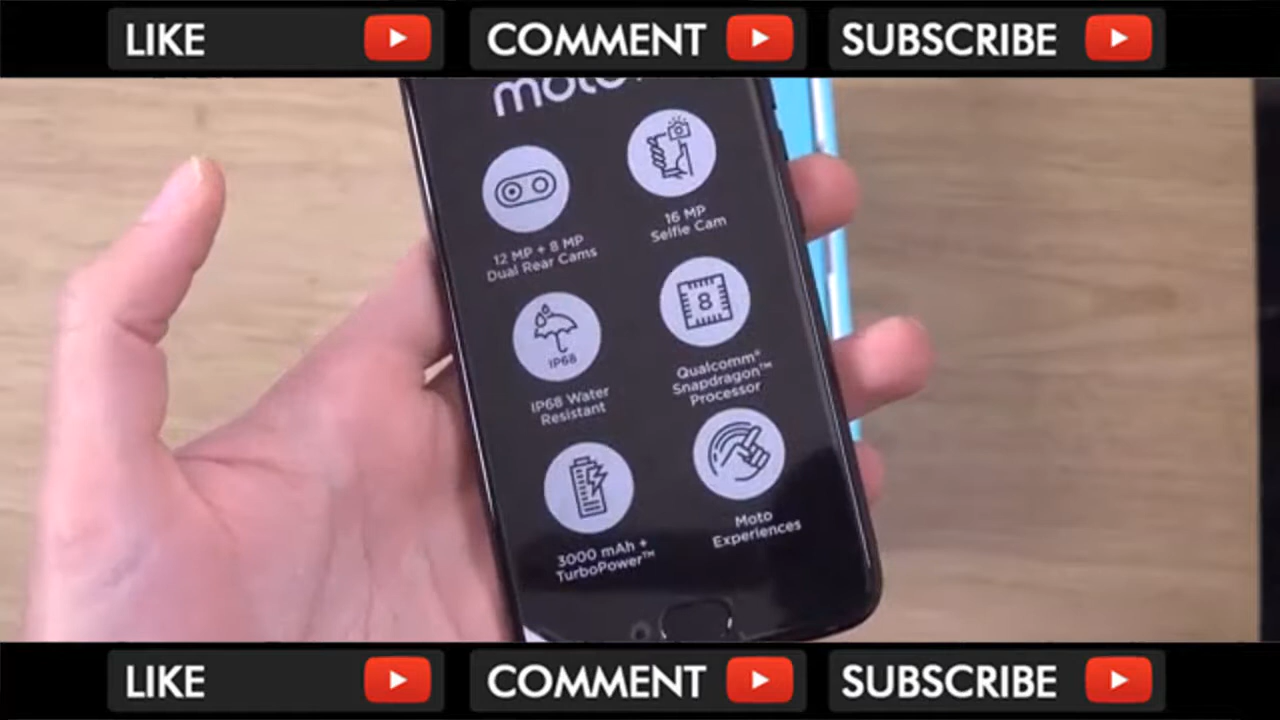 LIKE
COMMENT
SUBSCRIBE
12 MP + 8 MP
Dual Rear Cams
16 MP
Selfie Cam
IP68
IP68 Water
Resistant
8
Qualcomm®
Snapdragon™
Processor
3000 mAh +
TurboPower™
Moto
Experiences
LIKE
COMMENT
SUBSCRIBE